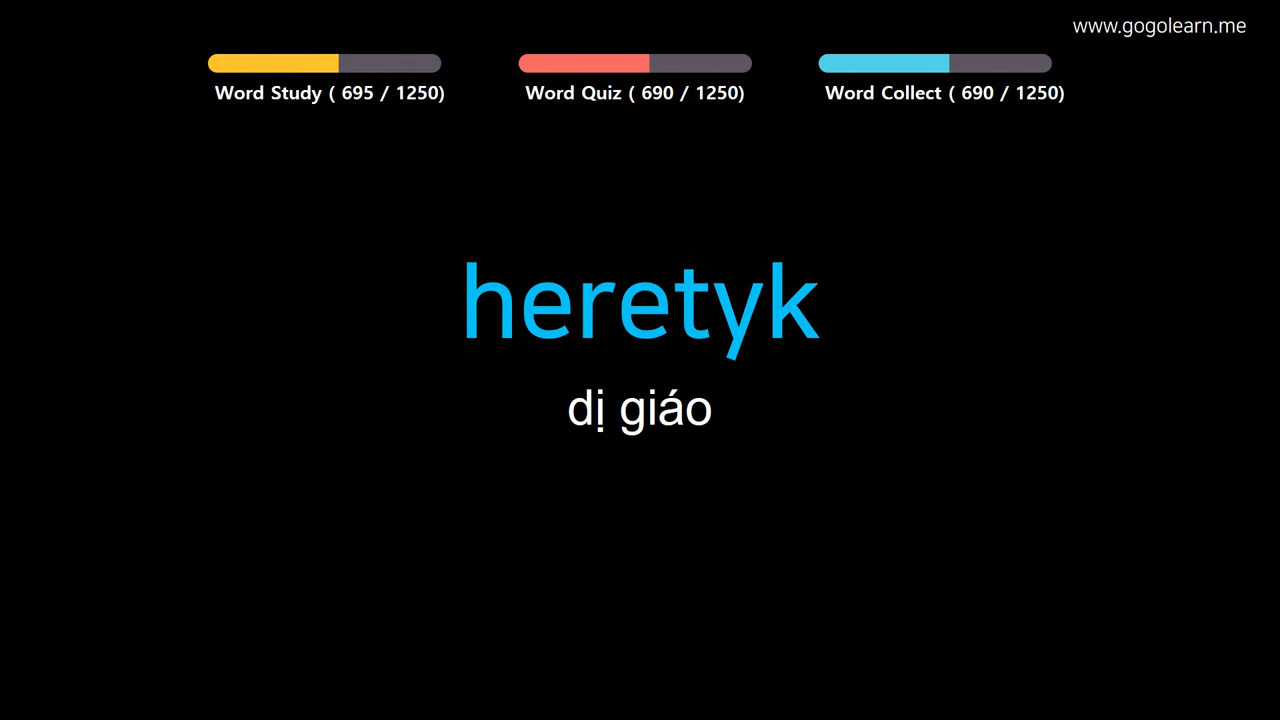 www.gogolearn.me
Word Study ( 695 / 1250)
Word Quiz ( 690 / 1250)
Word Collect ( 690 / 1250)
heretyk
dị giáo